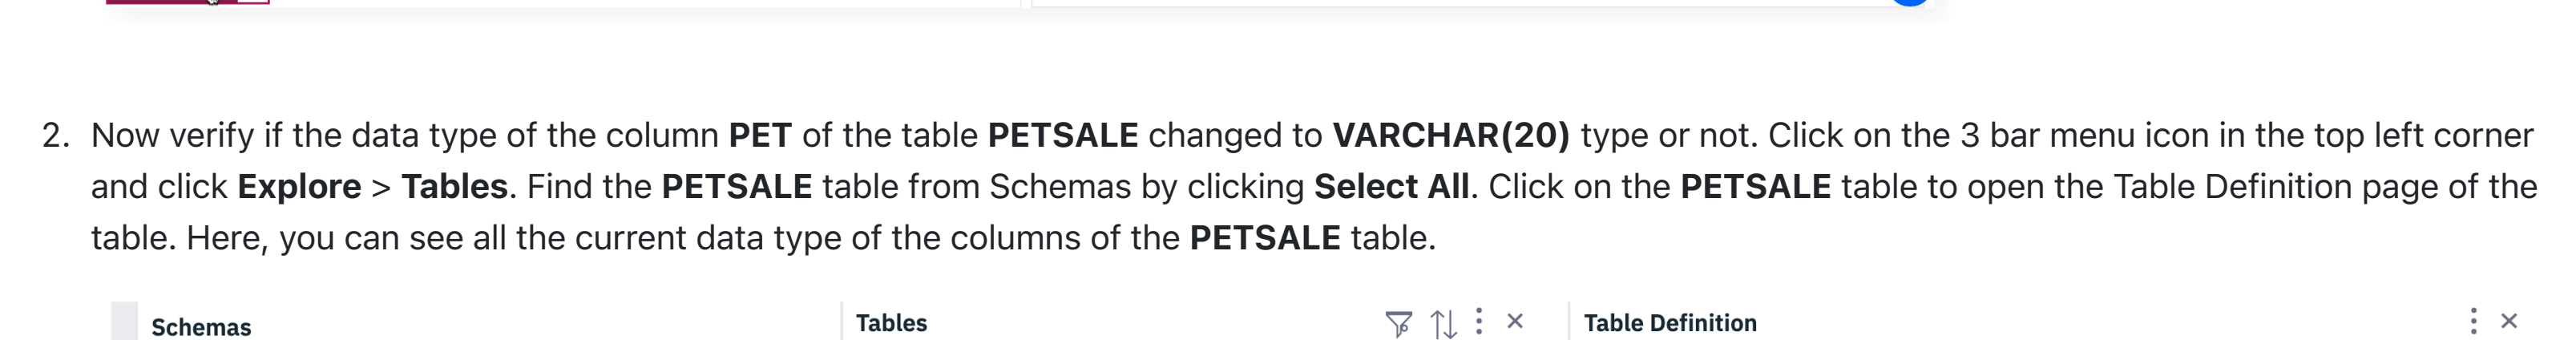 2. Now verify if the data type of the column PET of the table PETSALE changed to VARCHAR(20) type or not. Click on the 3 bar menu icon in the top left corner
and click Explore > Tables. Find the PETSALE table from Schemas by clicking Select All. Click on the PETSALE table to open the Table Definition page of the
table. Here, you can see all the current data type of the columns of the PETSALE table.
Schemas Tables Table Definition